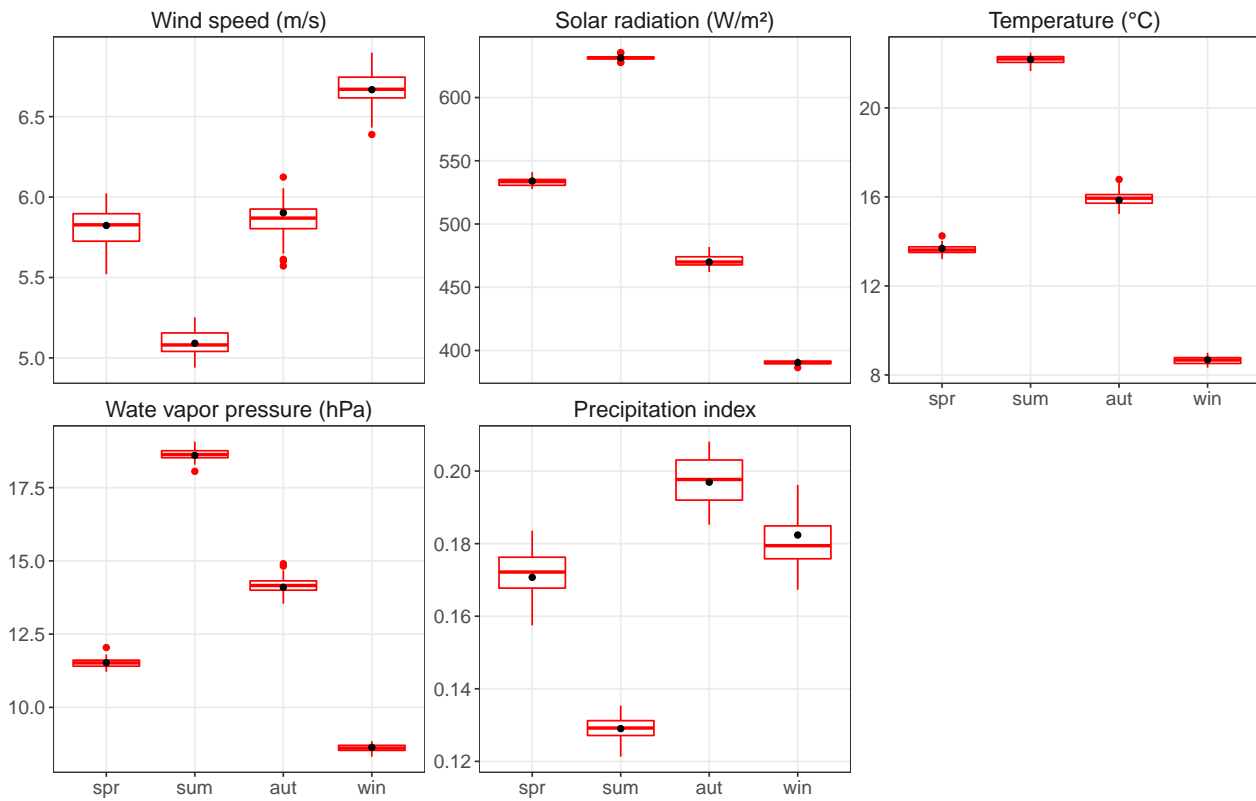 Wind speed (m/s)
Solar radiation (W/m²)
Temperature (°C)
6.5
6.0
5.5
5.0
600
550
500
450
400
20
16
12
8
spr sum aut win
Wate vapor pressure (hPa)
Precipitation index
17.5
15.0
12.5
10.0
0.20
0.18
0.16
0.14
0.12
spr sum aut win
spr sum aut win